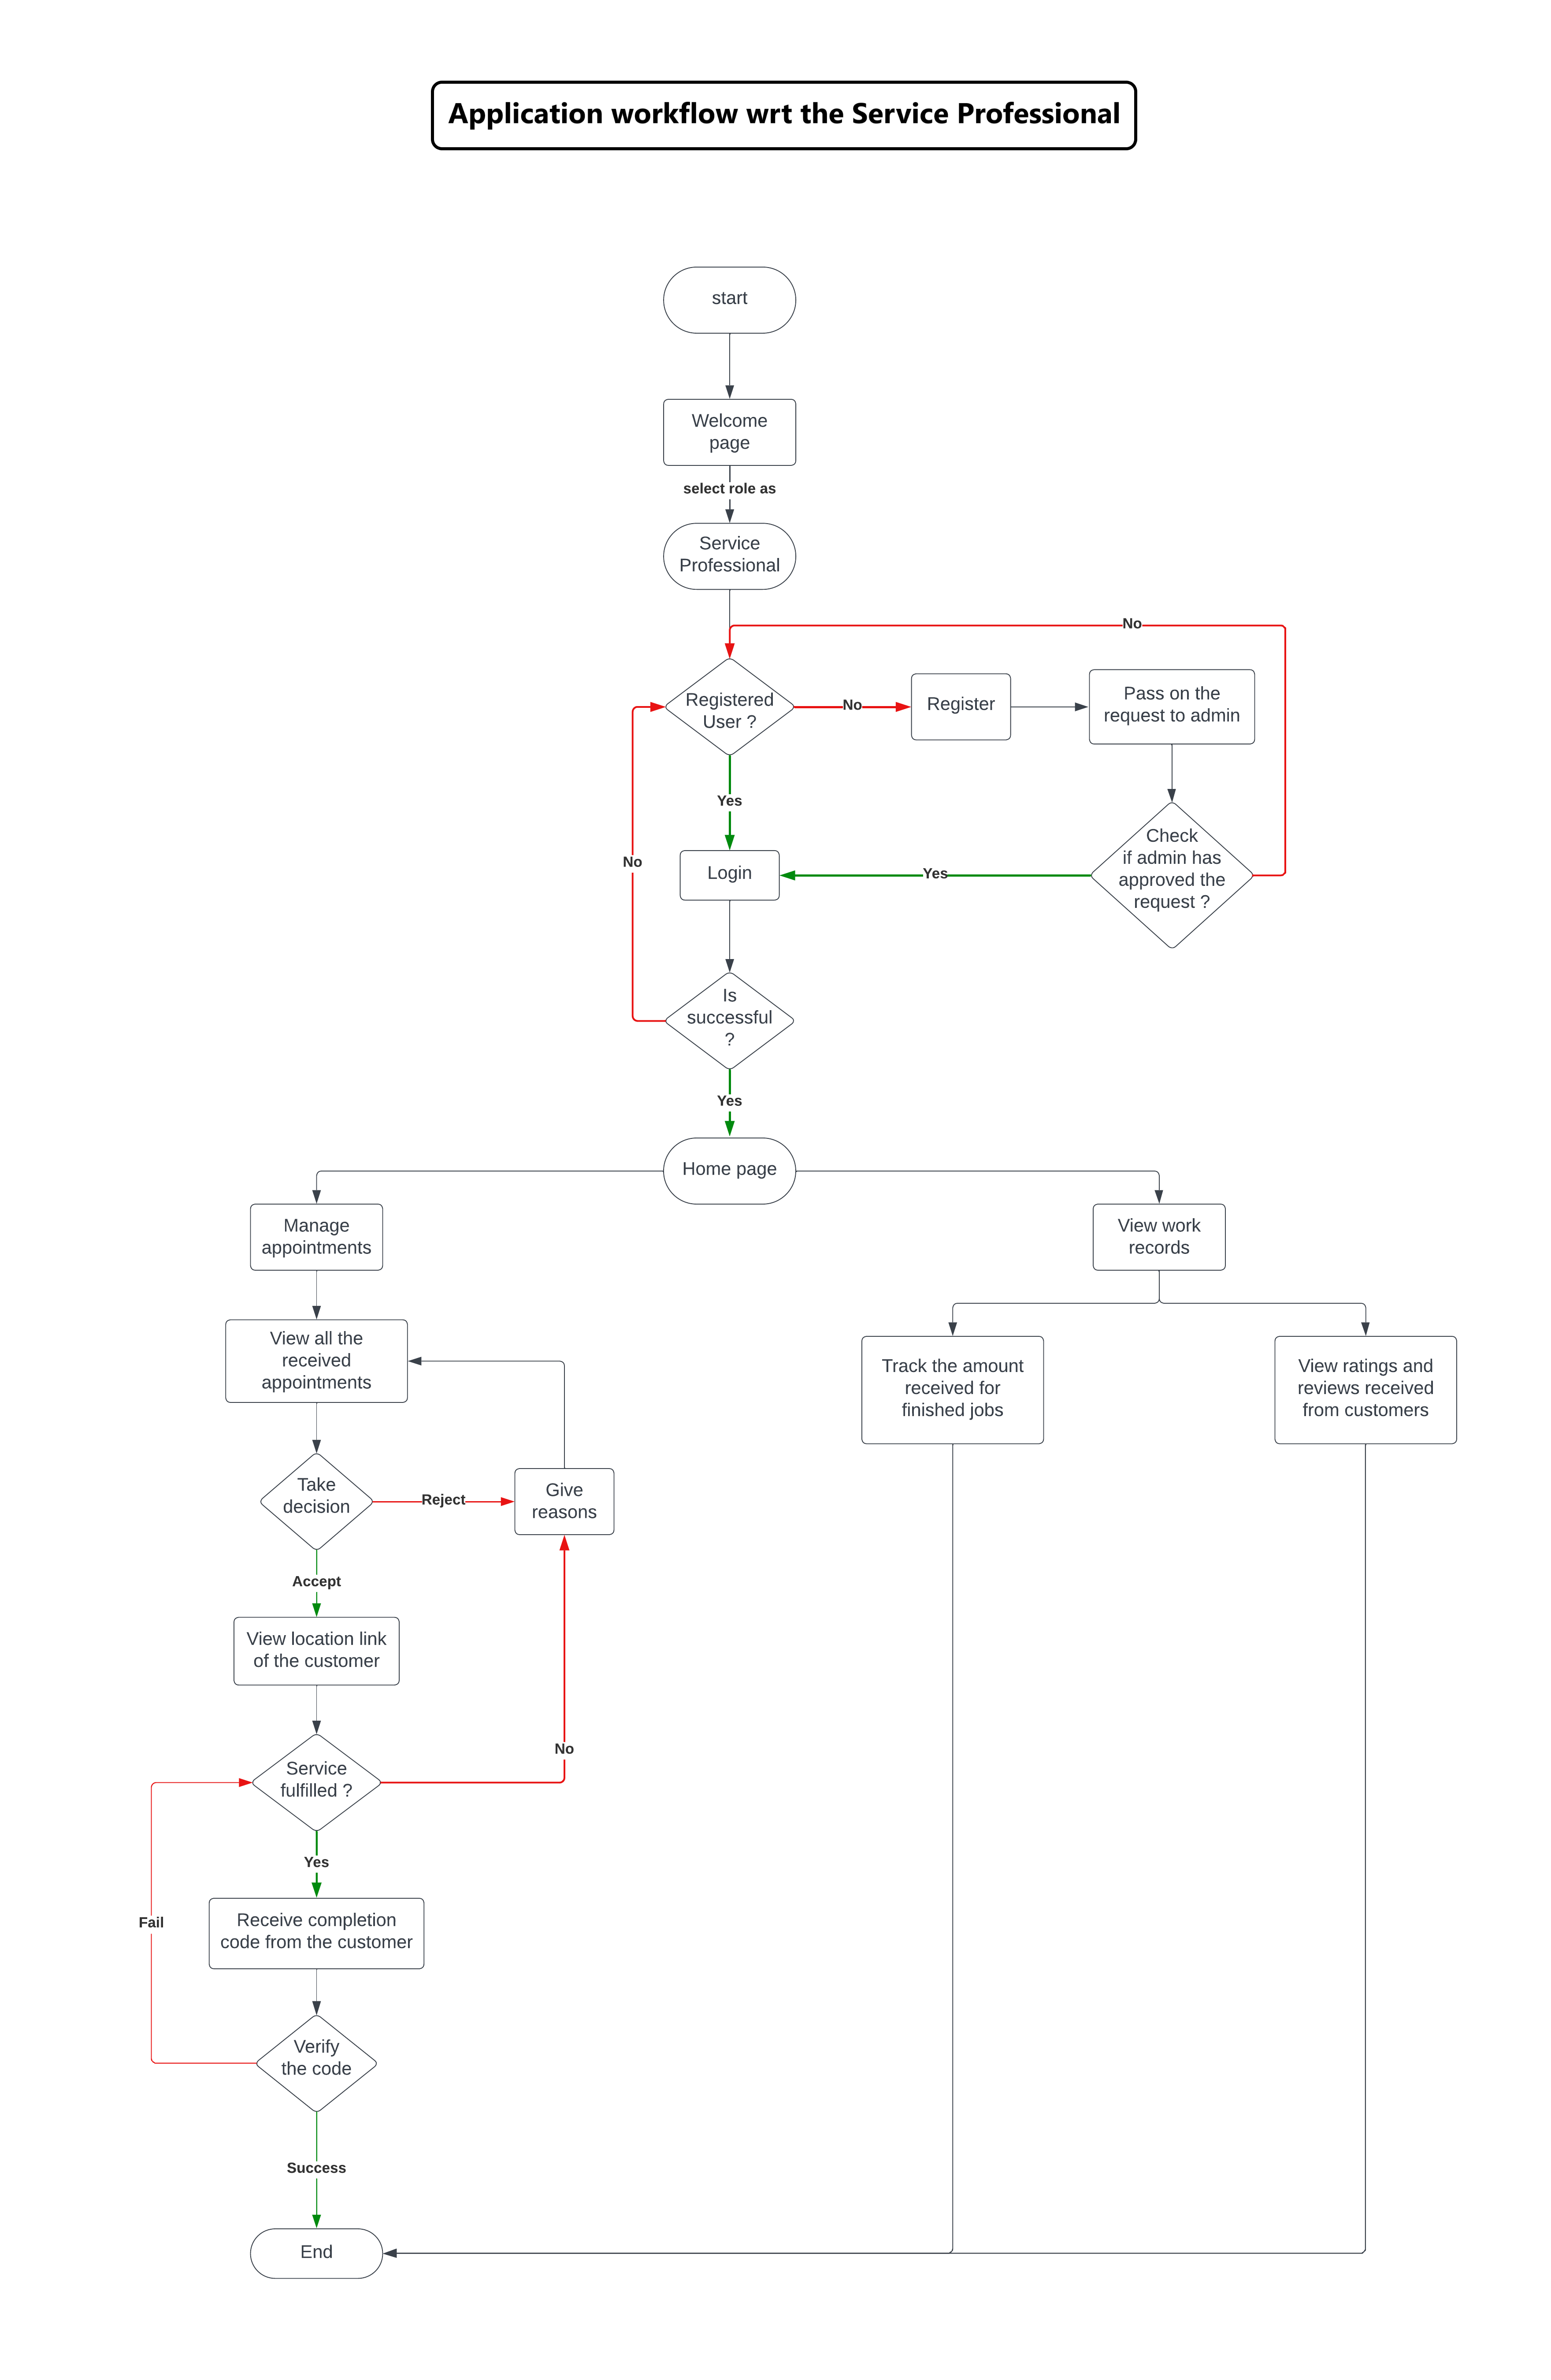 Application workflow wrt the Service Professional
start
Welcome
page
select role as
Service
Professional
No
Registered
User ?
No
Register
Pass on the
request to admin
Yes
No
Login
Yes
Check
if admin has
approved the
request ?
Is
successful
?
Yes
Home page
Manage
appointments
View work
records
View all the
received
appointments
Track the amount
received for
finished jobs
View ratings and
reviews received
from customers
Take
decision
Reject
Give
reasons
Accept
View location link
of the customer
No
Service
fulfilled ?
Yes
Fail
Receive completion
code from the customer
Verify
the code
Success
End